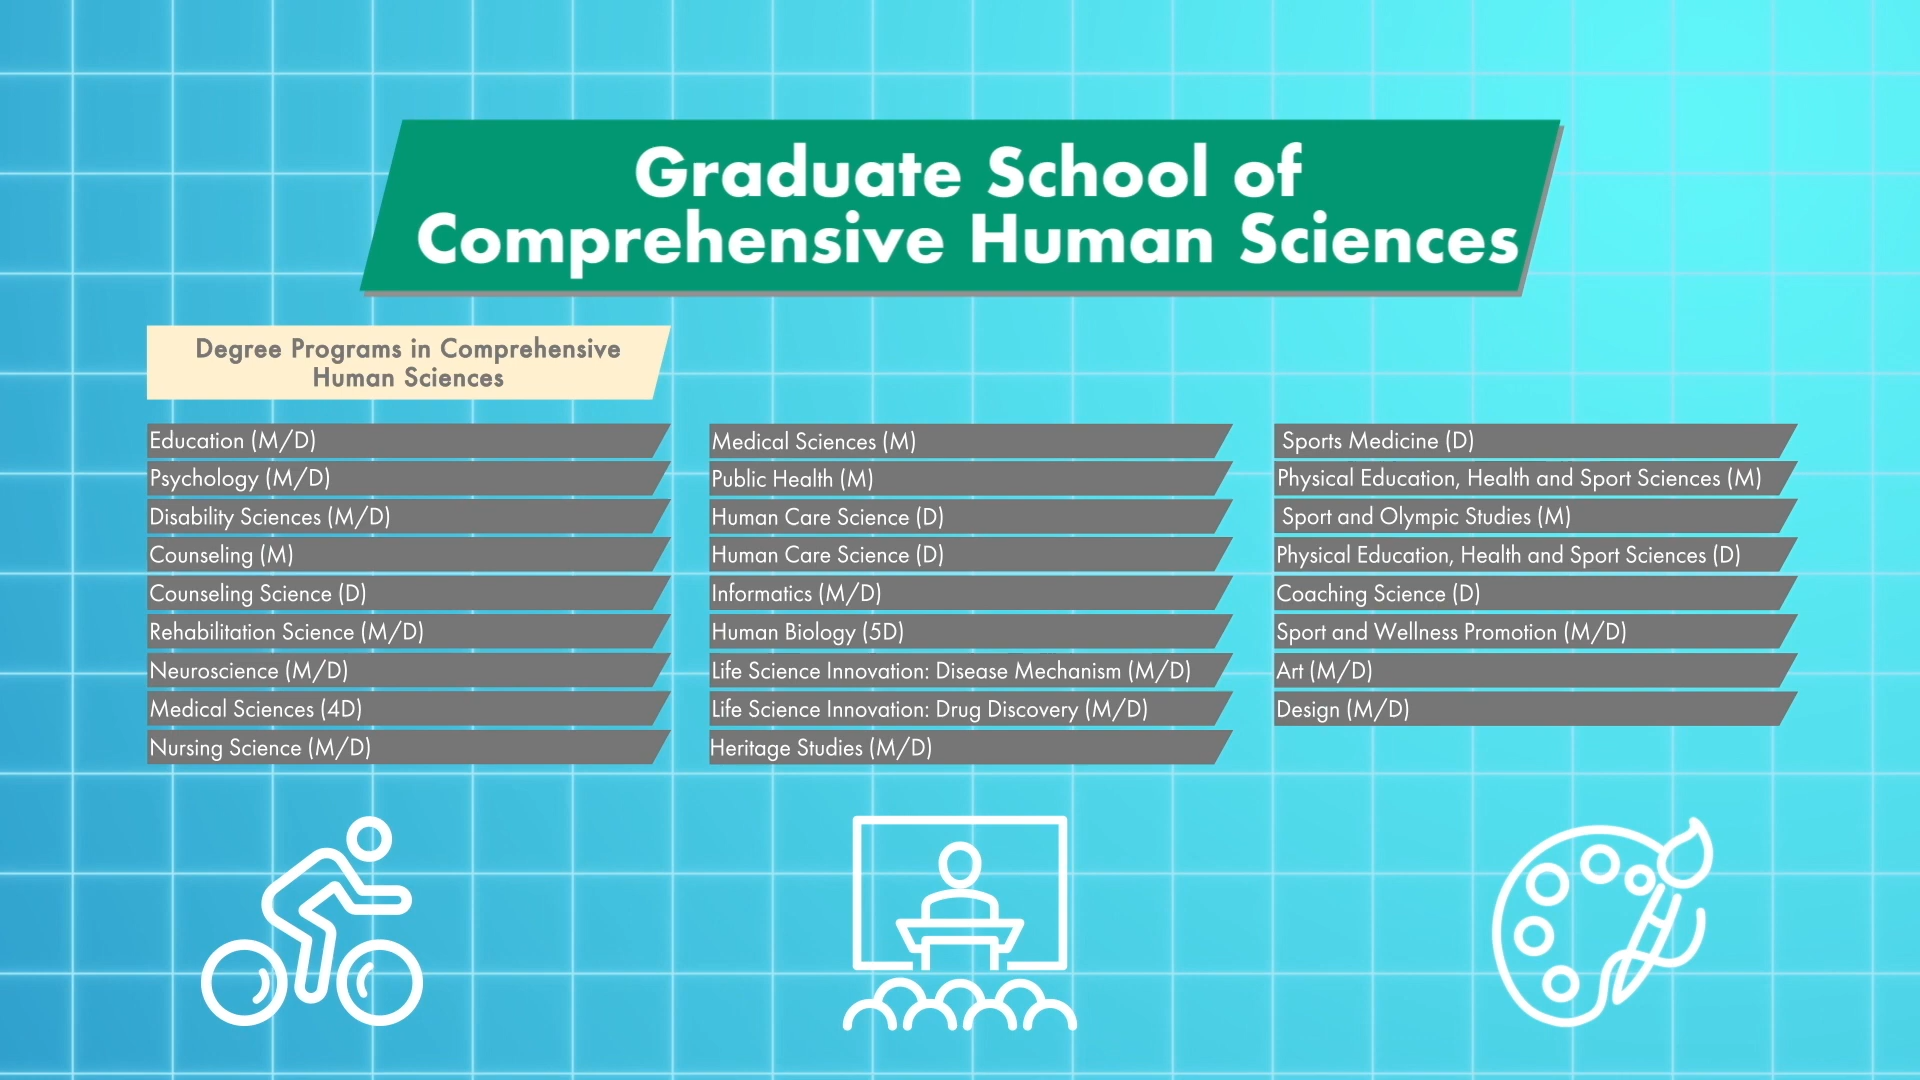 Graduate School of
Comprehensive Human Sciences
Degree Programs in Comprehensive
Human Sciences
Education (M/D)
Psychology (M/D)
Disability Sciences (M/D)
Counseling (M)
Counseling Science (D)
Rehabilitation Science (M/D)
Neuroscience (M/D)
Medical Sciences (4D)
Nursing Science (M/D)
Medical Sciences (M)
Public Health (M)
Human Care Science (D)
Human Care Science (D)
Informatics (M/D)
Human Biology (5D)
Life Science Innovation: Disease Mechanism (M/D)
Life Science Innovation: Drug Discovery (M/D)
Heritage Studies (M/D)
Sports Medicine (D)
Physical Education, Health and Sport Sciences (M)
Sport and Olympic Studies (M)
Physical Education, Health and Sport Sciences (D)
Coaching Science (D)
Sport and Wellness Promotion (M/D)
Art (M/D)
Design (M/D)